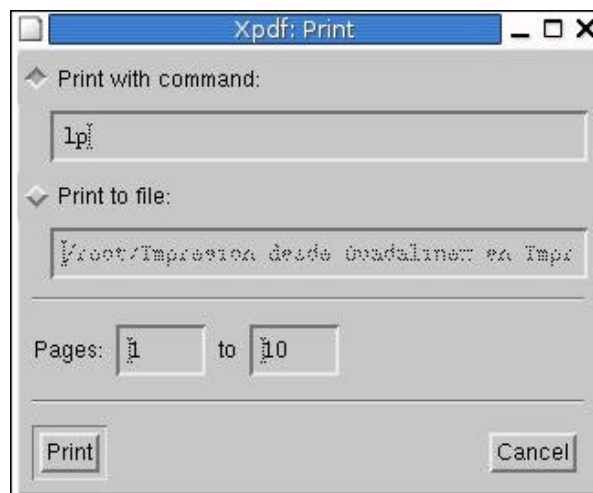 Xpdf: Print
Print with command:
lp
Print to file:
/root/Impresion desde Guadalinex en Impr
Pages: 1 to 10
Print Cancel